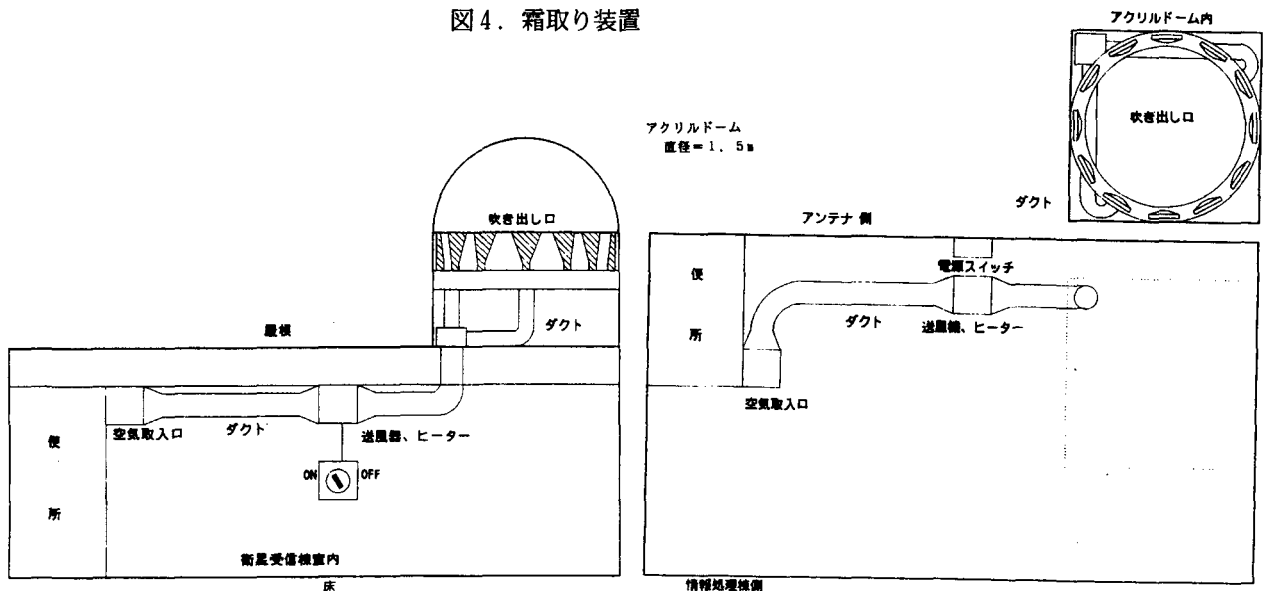 図4. 霜取り装置
アクリルドーム内
吹き出し口
ダクト
アクリルドーム
直径=1.5m
吹き出し口
ダクト
屋根
空気取入口
ダクト
送風器、ヒーター
便
所
ON
OFF
衛星受信棟室内
床
アンテナ側
便
所
電源スイッチ
ダクト
送風機、ヒーター
空気取入口
情報処理棟側